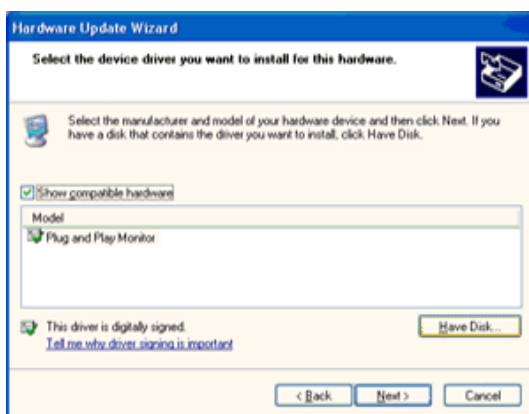 Hardware Update Wizard
Select the device driver you want to install for this hardware.
Select the manufacturer and model of your hardware device and then click Next. If you
have a disk that contains the driver you want to install, click Have Disk.
Show compatible hardware
Model
Plug and Play Monitor
This driver is digitally signed.
Have Disk...
Tell me why driver signing is important
< Back
Next >
Cancel